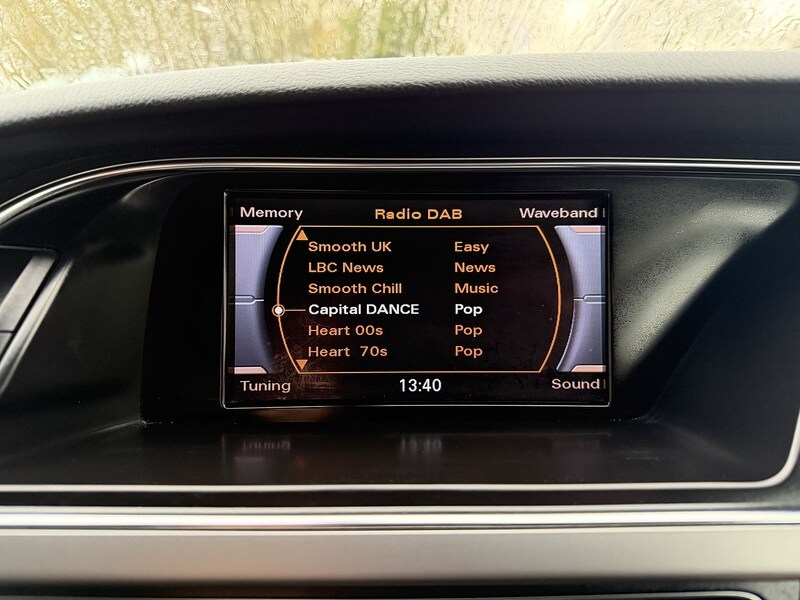 Memory Radio DAB Waveband
Smooth UK Easy
LBC News News
Smooth Chill Music
Capital DANCE Pop
Heart 00s Pop
Heart 70s Pop
Tuning 13:40 Sound